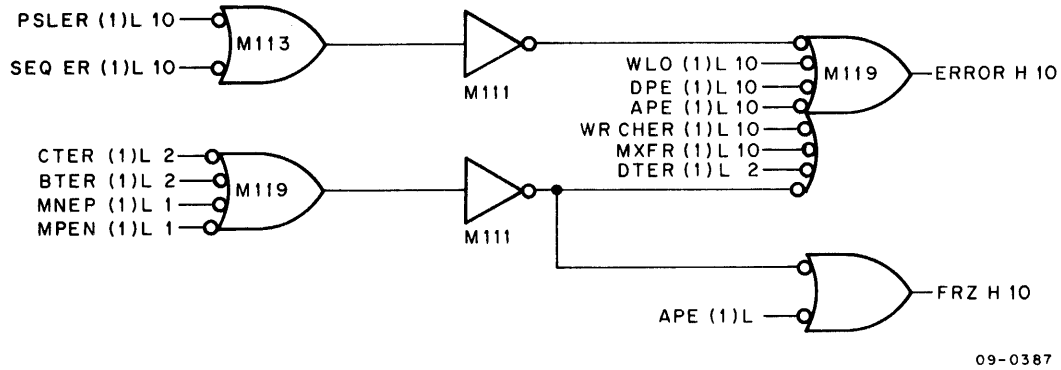 PSLER (1)L 10
SEQ ER (1)L 10
M113
M111
WLO (1)L 10
DPE (1)L 10
APE (1)L 10
WR CHER (1)L 10
MXFR (1)L 10
DTER (1)L 2
M119
ERROR H 10
CTER (1)L 2
BTER (1)L 2
MNEP (1)L 1
MPEN (1)L 1
M119
M111
APE (1)L
FRZ H 10
09-0387